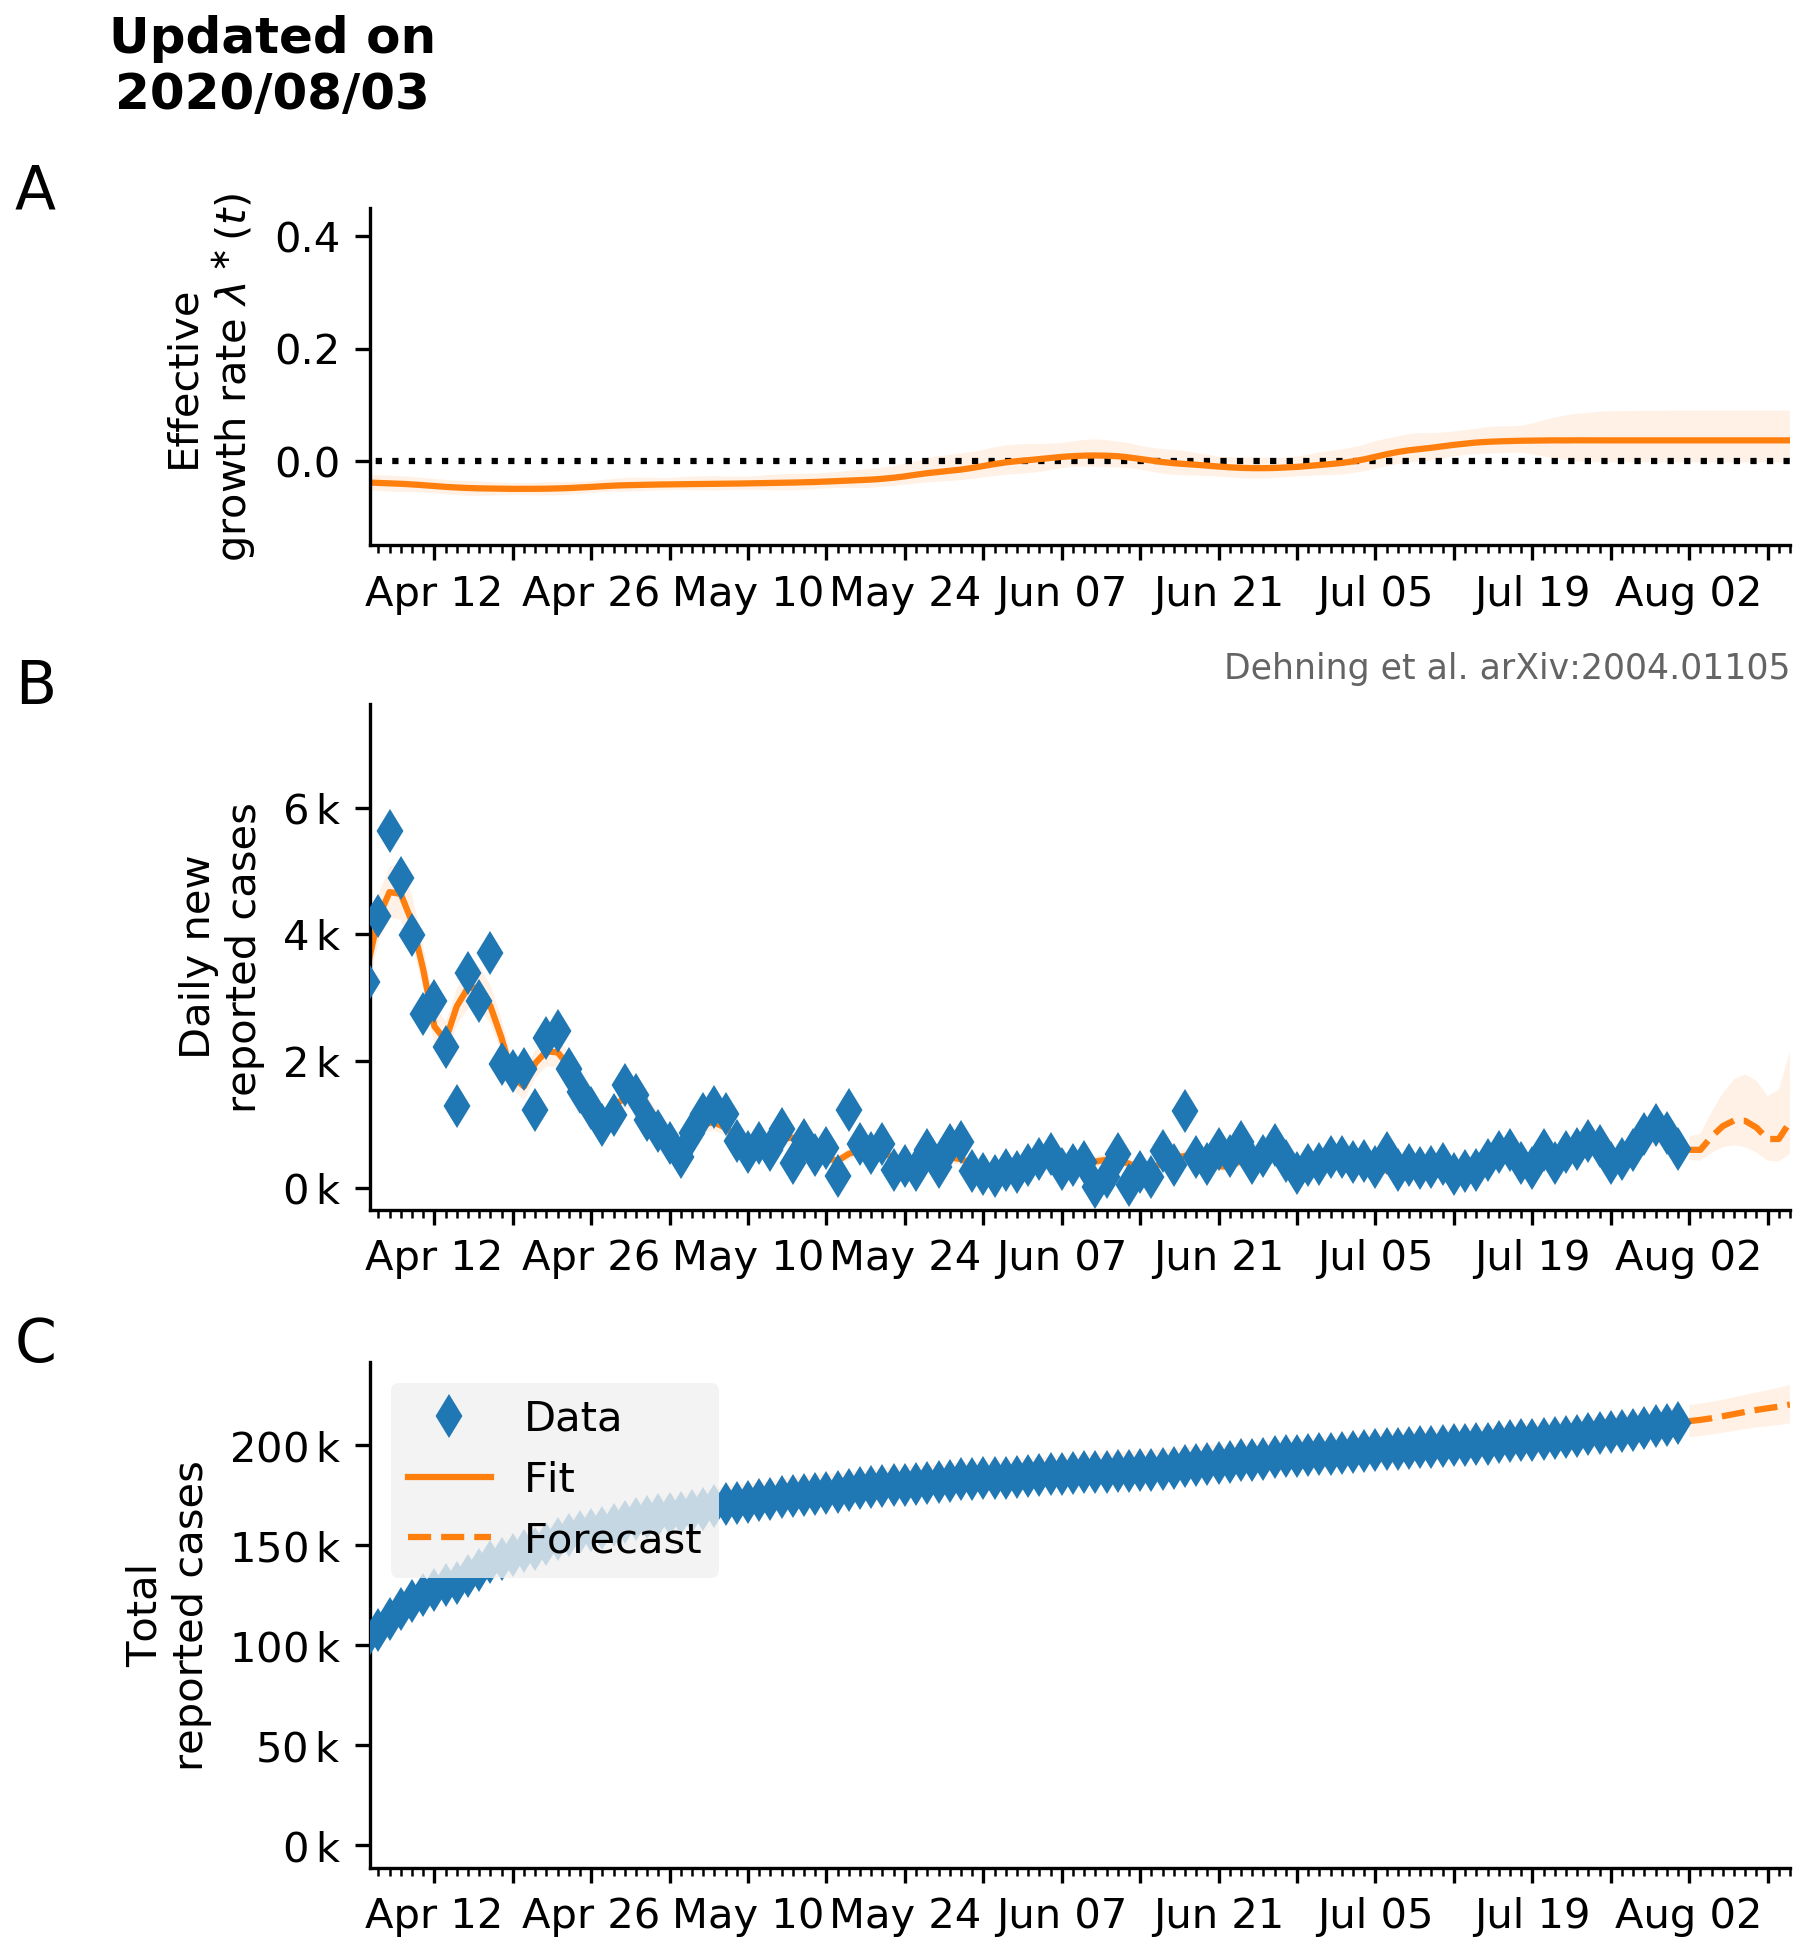 Updated on
2020/08/03
A
Effective
growth rate λ * (t)
0.4
0.2
0.0
Apr 12 Apr 26 May 10 May 24 Jun 07 Jun 21 Jul 05 Jul 19 Aug 02
B
Dehning et al. arXiv:2004.01105
Daily new
reported cases
6 k
4 k
2 k
0 k
Apr 12 Apr 26 May 10 May 24 Jun 07 Jun 21 Jul 05 Jul 19 Aug 02
C
Total
reported cases
200 k
150 k
100 k
50 k
0 k
Data
Fit
Forecast
Apr 12 Apr 26 May 10 May 24 Jun 07 Jun 21 Jul 05 Jul 19 Aug 02